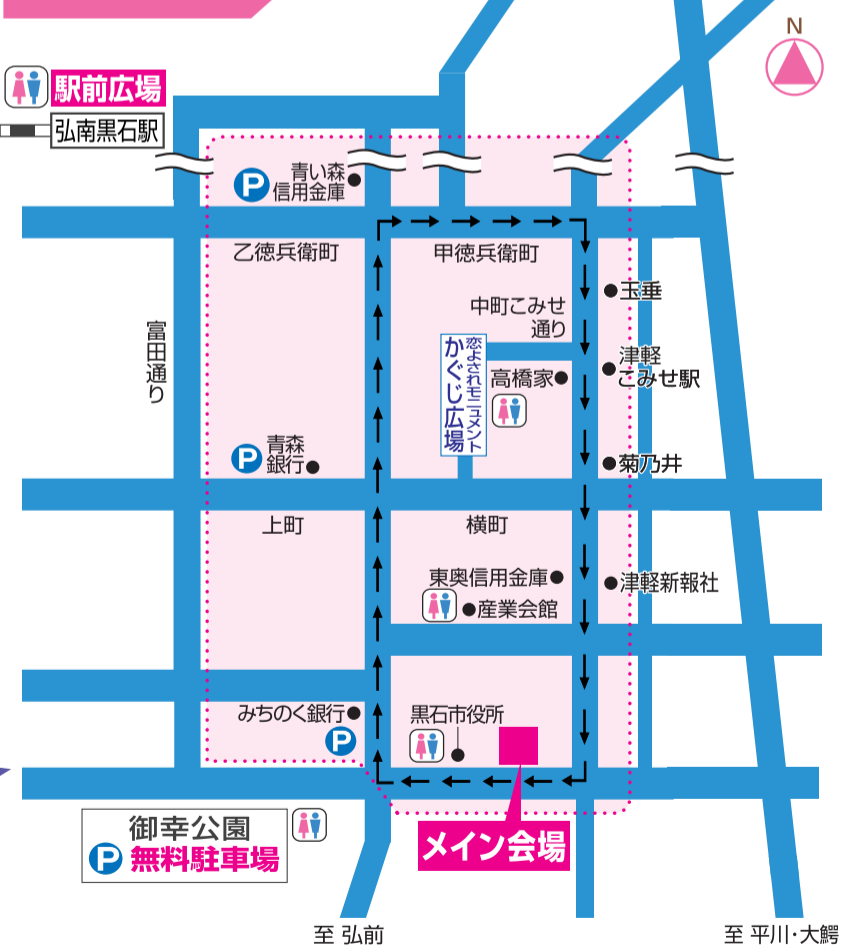 N
駅前広場
弘南黒石駅
P
青い森
信用金庫
乙徳兵衛町
甲徳兵衛町
玉垂
中町こみせ
通り
富田通り
恋よされモニュメント
かぐじ広場
高橋家
津軽
こみせ駅
P
青森
銀行
菊乃井
上町
横町
東奥信用金庫
産業会館
津軽新報社
みちのく銀行
P
黒石市役所
メイン会場
御幸公園
P 無料駐車場
至 弘前
至 平川・大鰐